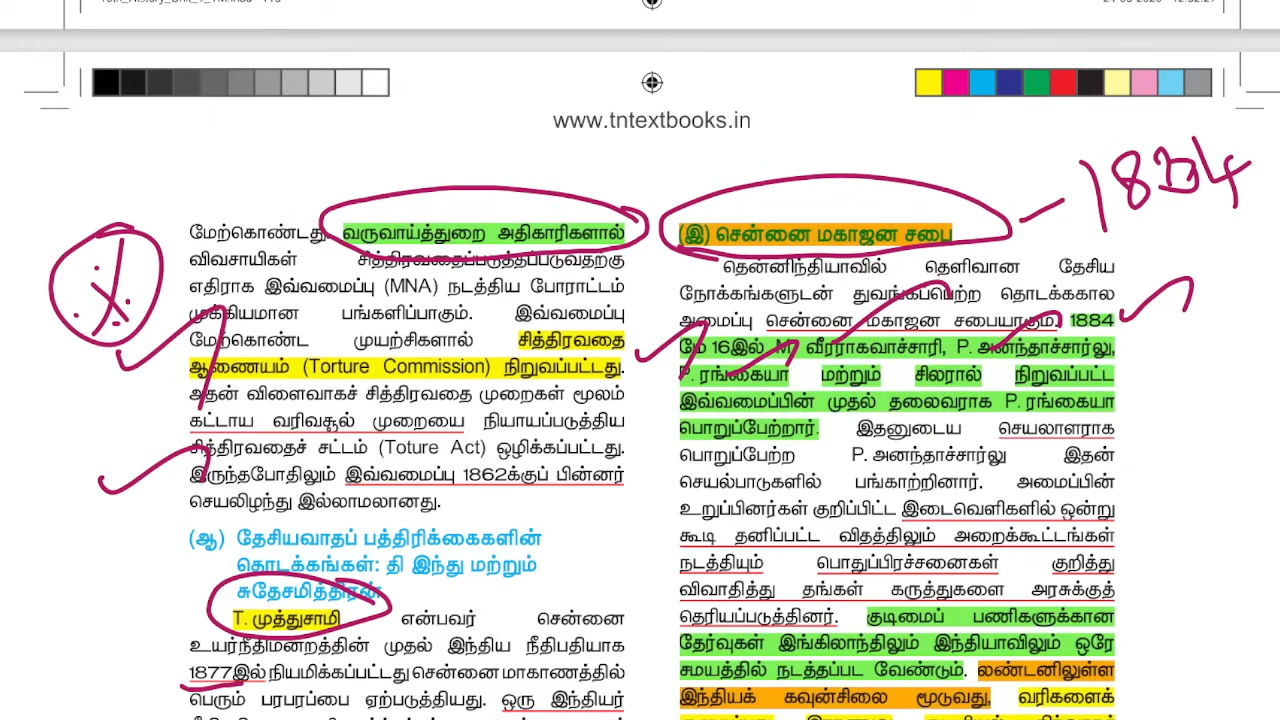 www.tntextbooks.in
மேற்கொண்டது. வருவாய்த்துறை அதிகாரிகளால்
விவசாயிகள் சித்திரவதைப்படுத்தப்படுவதற்கு
எதிராக இவ்வமைப்பு (MNA) நடத்திய போராட்டம்
முக்கியமான பங்களிப்பாகும். இவ்வமைப்பு
மேற்கொண்ட முயற்சிகளால் சித்திரவதை
ஆணையம் (Torture Commission) நிறுவப்பட்டது.
அதன் விளைவாகச் சித்திரவதை முறைகள் மூலம்
கட்டாய வரிவசூல் முறையை நியாயப்படுத்திய
சித்திரவதைச் சட்டம் (Toture Act) ஒழிக்கப்பட்டது.
இருந்தபோதிலும் இவ்வமைப்பு 1862க்குப் பின்னர்
செயலிழந்து இல்லாமலானது.
(ஆ) தேசியவாதப் பத்திரிக்கைகளின்
தொடக்கங்கள்: தி இந்து மற்றும்
சுதேசமித்திரன்
T. முத்துசாமி என்பவர் சென்னை
உயர்நீதிமன்றத்தின் முதல் இந்திய நீதிபதியாக
1877இல் நியமிக்கப்பட்டது சென்னை மாகாணத்தில்
பெரும் பரபரப்பை ஏற்படுத்தியது. ஒரு இந்தியர்
(இ) சென்னை மகாஜன சபை
தென்னிந்தியாவில் தெளிவான தேசிய
நோக்கங்களுடன் துவங்கப்பெற்ற தொடக்ககால
அமைப்பு சென்னை மகாஜன சபையாகும். 1884
மே 16இல் M. வீரராகவாச்சாரி, P. அனந்தாச்சார்லு,
P. ரங்கையா மற்றும் சிலரால் நிறுவப்பட்ட
இவ்வமைப்பின் முதல் தலைவராக P. ரங்கையா
பொறுப்பேற்றார். இதனுடைய செயலாளராக
பொறுப்பேற்ற P. அனந்தாச்சார்லு இதன்
செயல்பாடுகளில் பங்காற்றினார். அமைப்பின்
உறுப்பினர்கள் குறிப்பிட்ட இடைவெளிகளில் ஒன்று
கூடி தனிப்பட்ட விதத்திலும் அறைக்கூட்டங்கள்
நடத்தியும் பொதுப்பிரச்சனைகள் குறித்து
விவாதித்து தங்கள் கருத்துகளை அரசுக்குத்
தெரியப்படுத்தினர். குடிமைப் பணிகளுக்கான
தேர்வுகள் இங்கிலாந்திலும் இந்தியாவிலும் ஒரே
சமயத்தில் நடத்தப்பட வேண்டும். லண்டனிலுள்ள
இந்தியக் கவுன்சிலை மூடுவது, வரிகளைக்